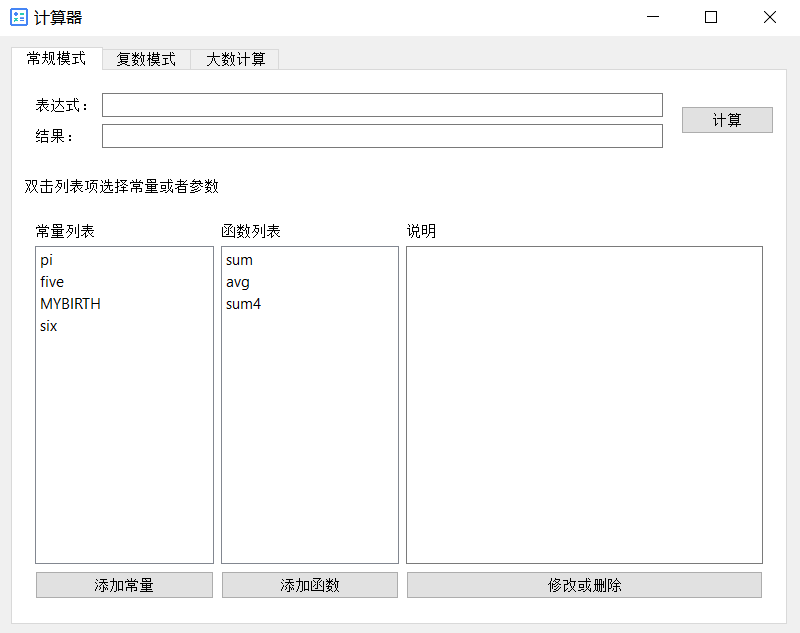 计算器
常规模式 复数模式 大数计算
表达式：
计算
结果：
双击列表项选择常量或者参数
常量列表 函数列表 说明
pi sum
five avg
MYBIRTH sum4
six
添加常量 添加函数 修改或删除